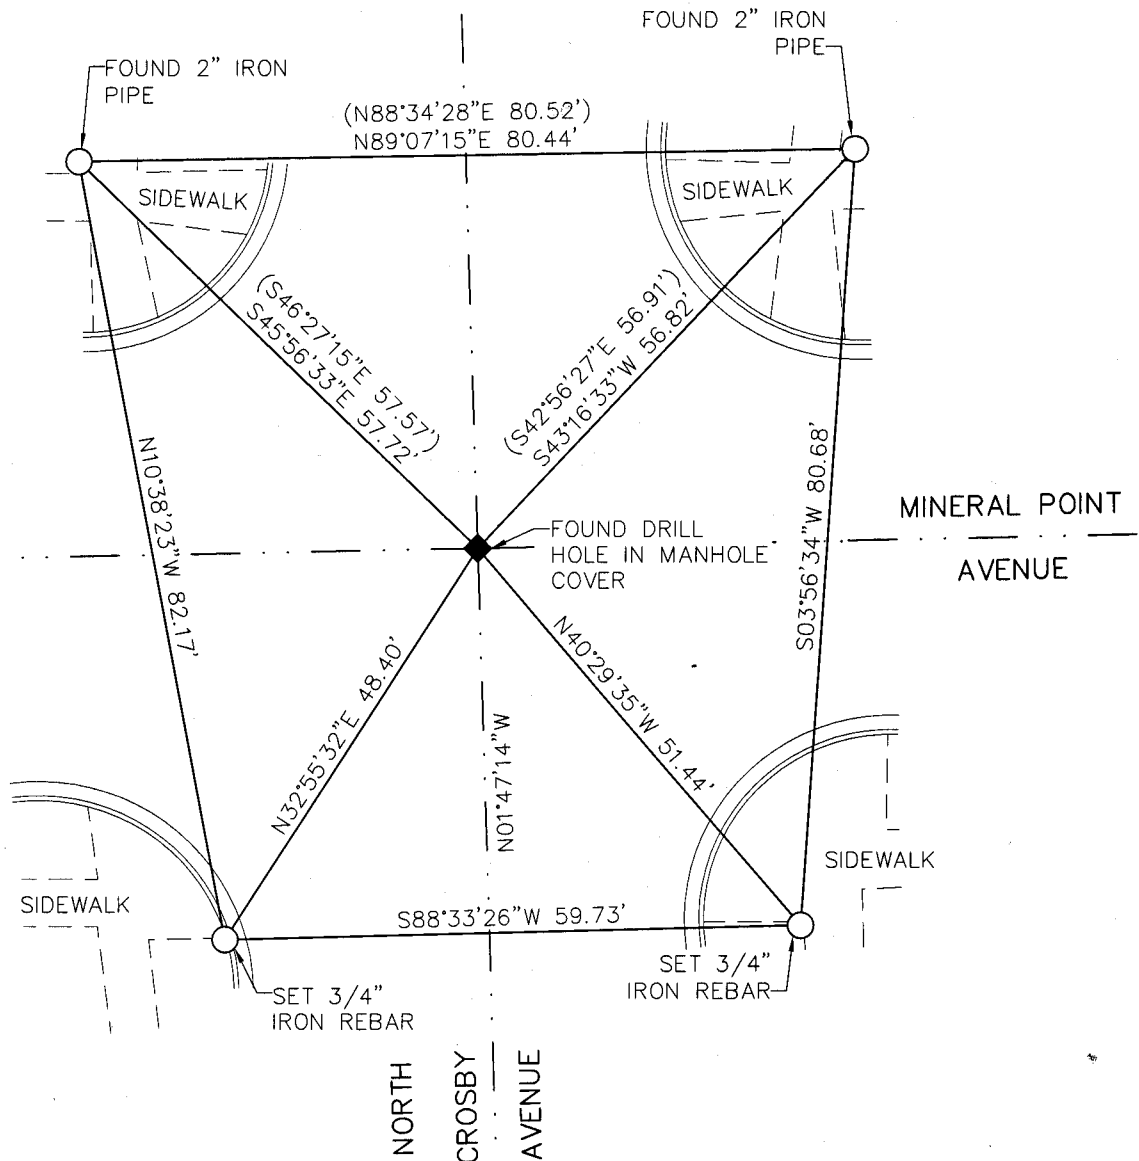 FOUND 2" IRON
PIPE
FOUND 2" IRON
PIPE
(N88°34'28"E 80.52')
N89°07'15"E 80.44'
SIDEWALK
SIDEWALK
(S46°27'15"E 57.57')
S45°56'33"E 57.72'
(S42°56'27"E 56.91')
S43°16'33"W 56.82'
N10°38'23"W 82.17'
S03°56'34"W 80.68'
MINERAL POINT
AVENUE
FOUND DRILL
HOLE IN MANHOLE
COVER
N32°55'32"E 48.40'
N40°29'35"W 51.44'
N01°47'14"W
SIDEWALK
SIDEWALK
S88°33'26"W 59.73'
SET 3/4"
IRON REBAR
SET 3/4"
IRON REBAR
NORTH
CROSBY
AVENUE